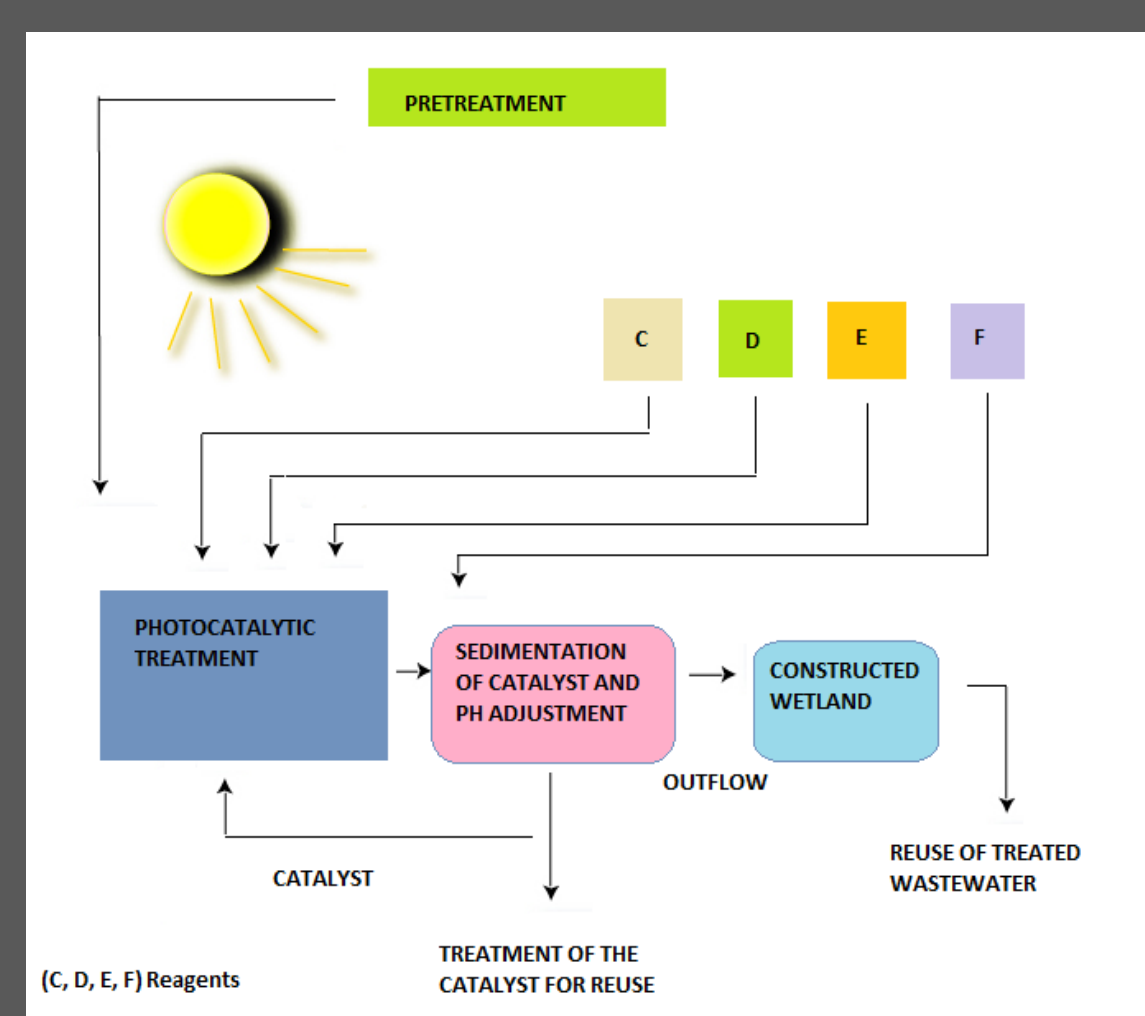 PRETREATMENT
C
D
E
F
PHOTOCATALYTIC
TREATMENT
SEDIMENTATION
OF CATALYST AND
PH ADJUSTMENT
CONSTRUCTED
WETLAND
OUTFLOW
CATALYST
REUSE OF TREATED
WASTEWATER
TREATMENT OF THE
CATALYST FOR REUSE
(C, D, E, F) Reagents